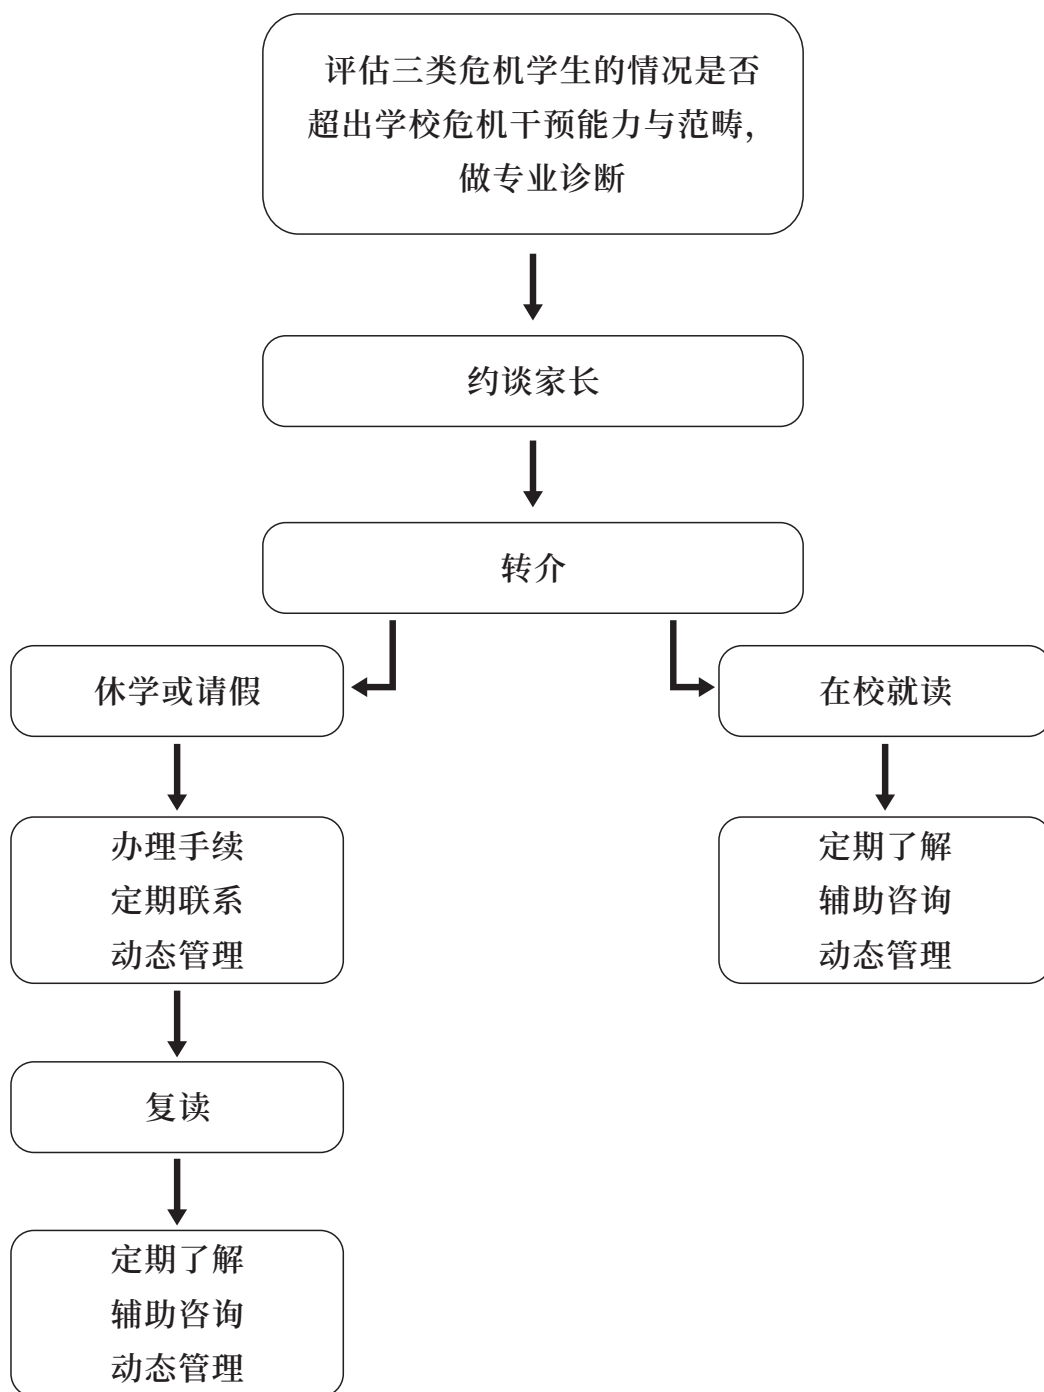 评估三类危机学生的情况是否
超出学校危机干预能力与范畴，
做专业诊断
约谈家长
转介
休学或请假
在校就读
办理手续
定期联系
动态管理
定期了解
辅助咨询
动态管理
复读
定期了解
辅助咨询
动态管理